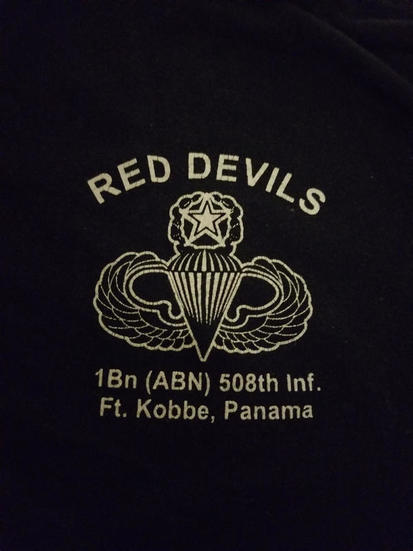 RED DEVILS
1Bn (ABN) 508th Inf.
Ft. Kobbe, Panama